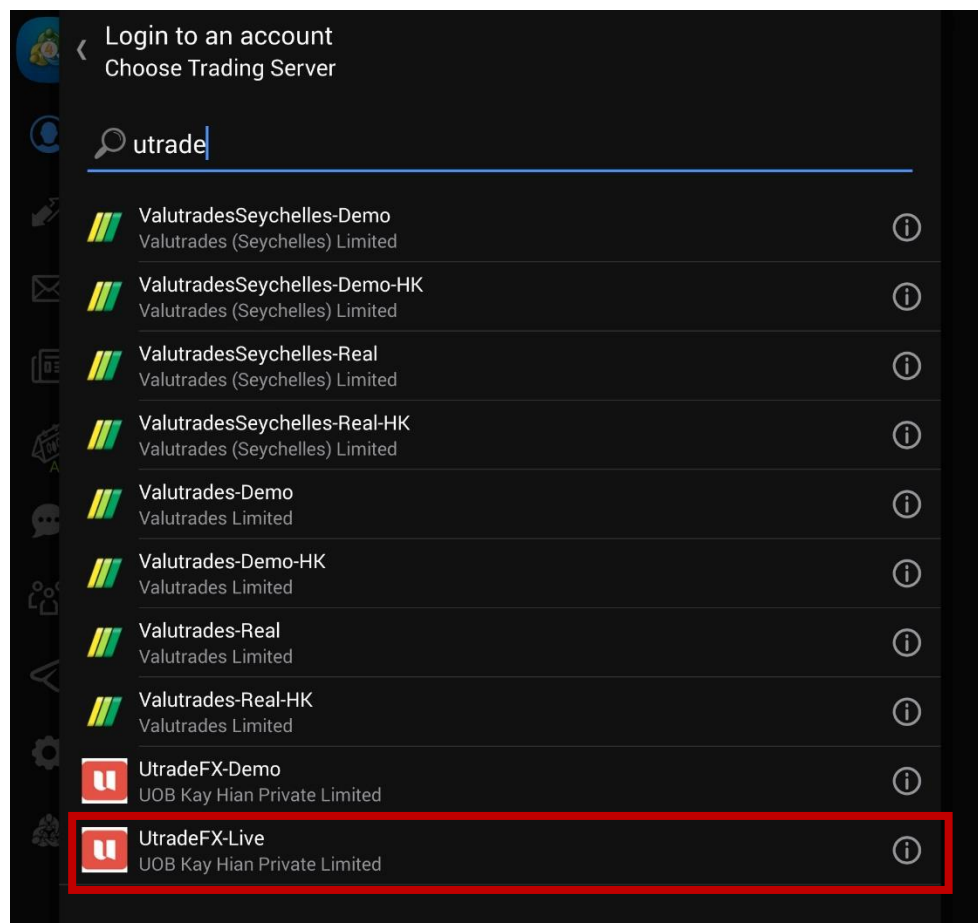 Login to an account
Choose Trading Server
utrade
ValutradesSeychelles-Demo
Valutrades (Seychelles) Limited
ValutradesSeychelles-Demo-HK
Valutrades (Seychelles) Limited
ValutradesSeychelles-Real
Valutrades (Seychelles) Limited
ValutradesSeychelles-Real-HK
Valutrades (Seychelles) Limited
Valutrades-Demo
Valutrades Limited
Valutrades-Demo-HK
Valutrades Limited
Valutrades-Real
Valutrades Limited
Valutrades-Real-HK
Valutrades Limited
UtradeFX-Demo
UOB Kay Hian Private Limited
UtradeFX-Live
UOB Kay Hian Private Limited